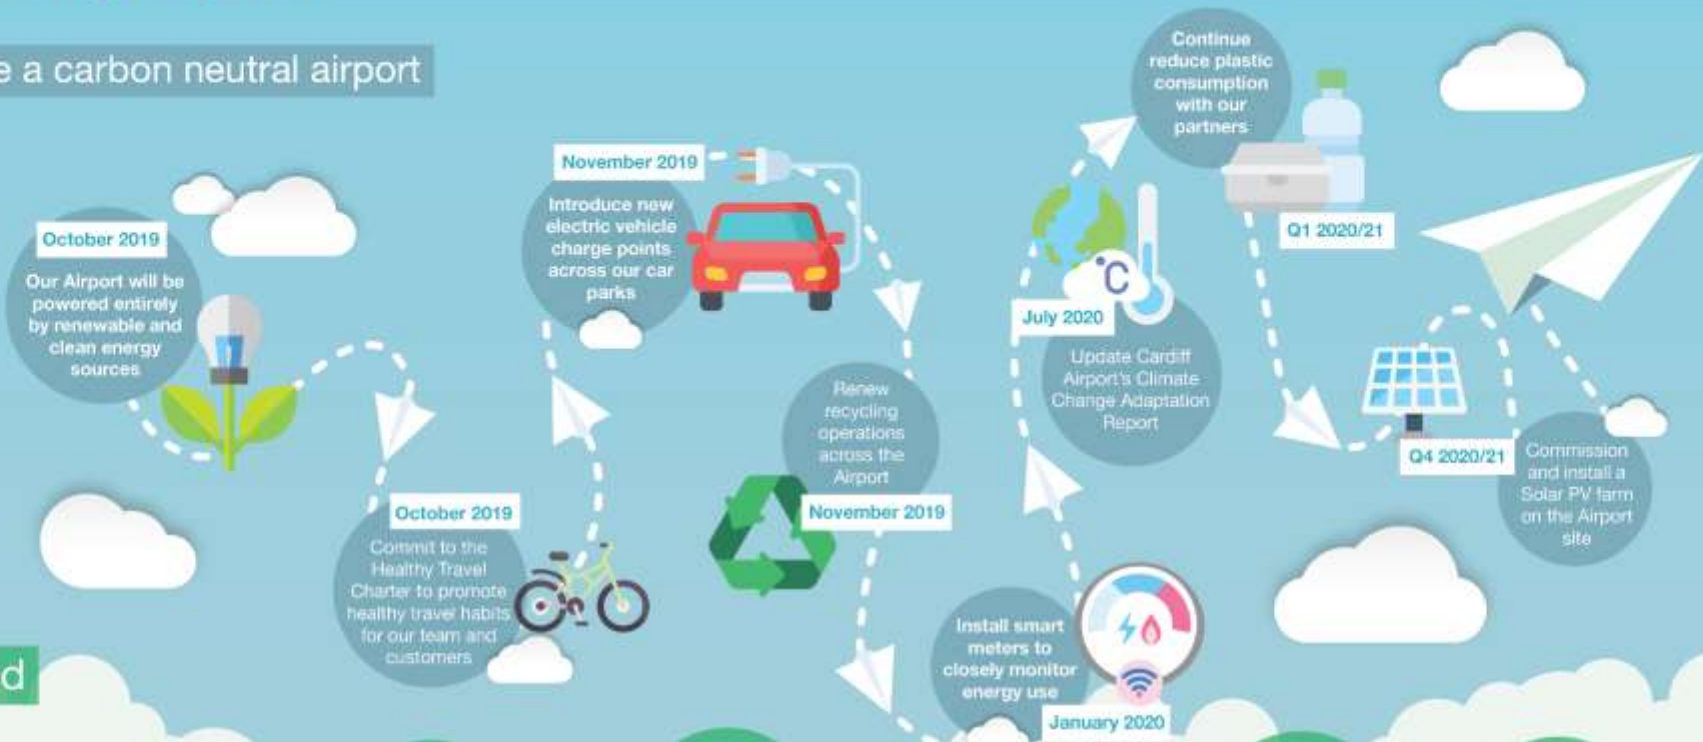 e a carbon neutral airport
October 2019
Our Airport will be
powered entirely
by renewable and
clean energy
sources
October 2019
Commit to the
Healthy Travel
Charter to promote
healthy travel habits
for our team and
customers
November 2019
Introduce new
electric vehicle
charge points
across our car
parks
Renew
recycling
operations
across the
Airport
November 2019
Install smart
meters to
closely monitor
energy use
January 2020
July 2020
°C
Update Cardiff
Airport's Climate
Change Adaptation
Report
Continue
reduce plastic
consumption
with our
partners
Q1 2020/21
Q4 2020/21
Commission
and install a
Solar PV farm
on the Airport
site
d